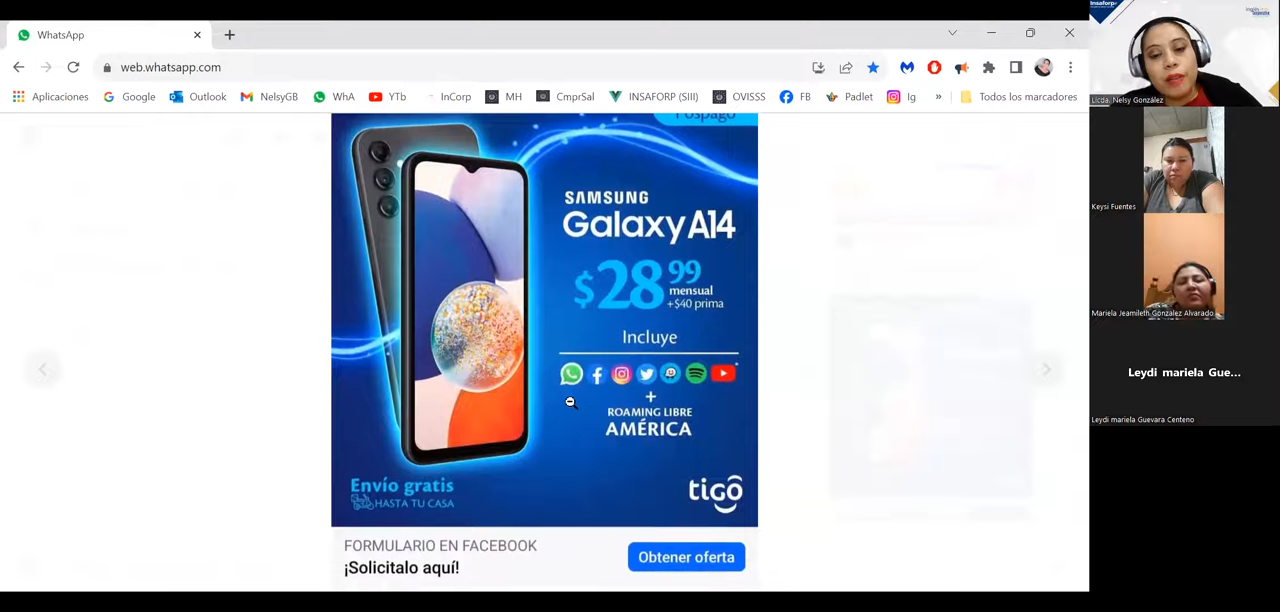 WhatsApp
web.whatsapp.com
Aplicaciones
Google
Outlook
NelsyGB
WhA
YTb
InCorp
MH
CmprSal
INSAFORP (SIII)
OVISSS
FB
Padlet
Ig
»
Todos los marcadores
Pospago
SAMSUNG
Galaxy A14
$28.99
mensual
+$40 prima
Incluye
+
ROAMING LIBRE
AMÉRICA
Envío gratis
HASTA TU CASA
tigo
FORMULARIO EN FACEBOOK
¡Solicitalo aquí!
Obtener oferta
Insaforp
Licda. Nelsy González
Keysi Fuentes
Mariela Jeamileth Gonzalez Alvarado
Leydi mariela Gue...
Leydi mariela Guevara Centeno